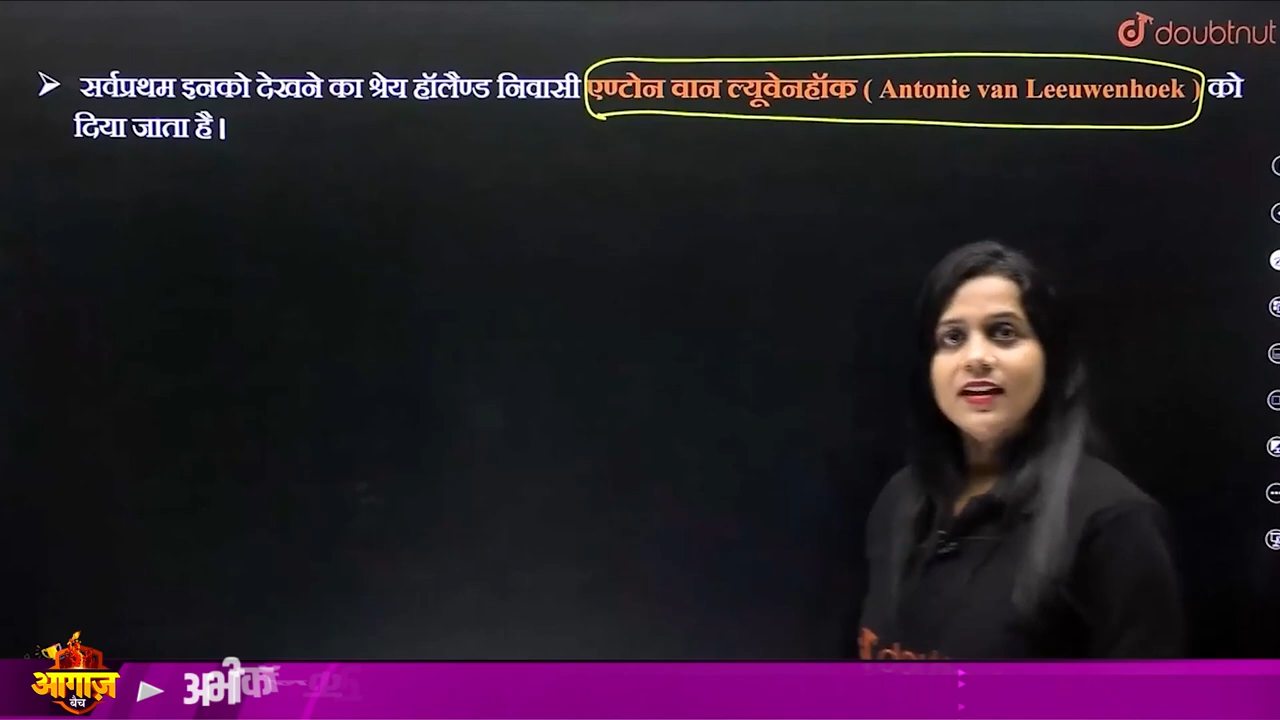 doubtnut
➢ सर्वप्रथम इनको देखने का श्रेय हॉलैण्ड निवासी एण्टोन वान ल्यूवेनहॉक ( Antonie van Leeuwenhoek ) को
दिया जाता है।
आगाज़
बैच